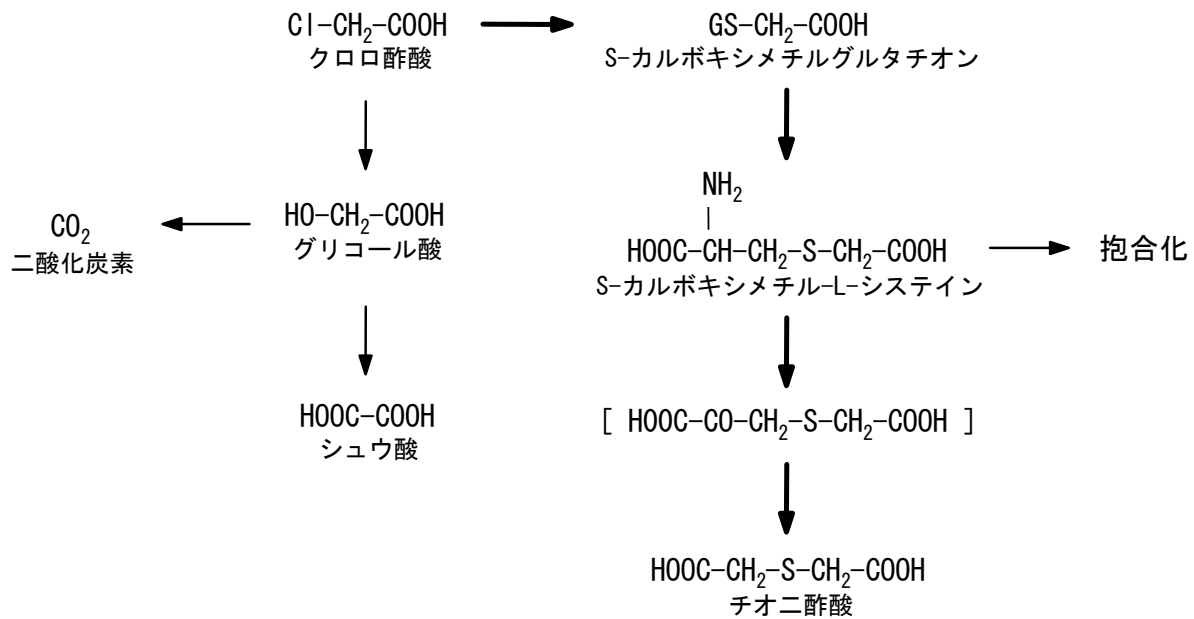 Cl-CH₂-COOH
クロロ酢酸
GS-CH₂-COOH
S-カルボキシメチルグルタチオン
CO₂
二酸化炭素
HO-CH₂-COOH
グリコール酸
NH₂
HOOC-CH-CH₂-S-CH₂-COOH
S-カルボキシメチル-L-システイン
抱合化
HOOC-COOH
シュウ酸
[ HOOC-CO-CH₂-S-CH₂-COOH ]
HOOC-CH₂-S-CH₂-COOH
チオ二酢酸